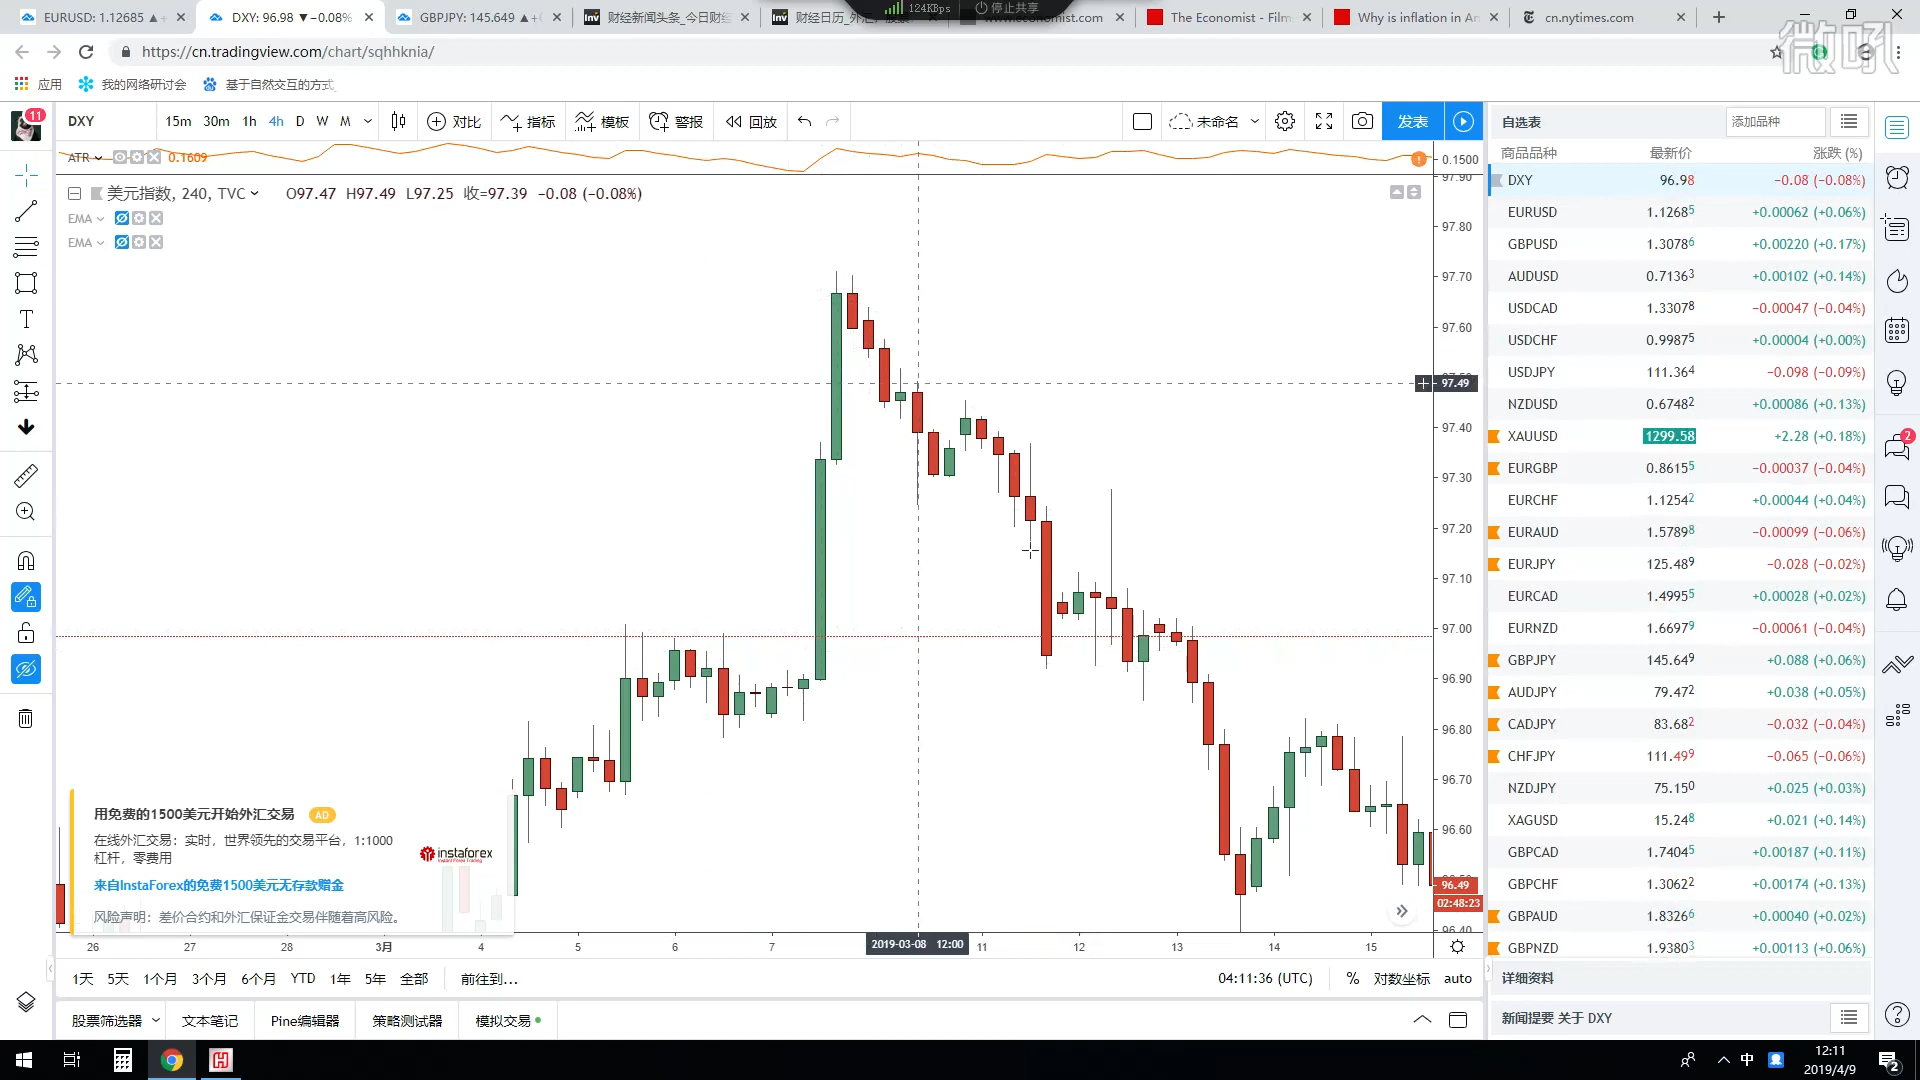 EURUSD: 1.12685 ▲ +
DXY: 96.98 ▼ −0.08%
GBPJPY: 145.649 ▲ +
财经新闻头条_今日财经
财经日历_外汇,股票
www.economist.com
The Economist - Film
Why is inflation in Ar
cn.nytimes.com
124KBps
停止共享
微吼
https://cn.tradingview.com/chart/sqhhknia/
应用
我的网络研讨会
基于自然交互的方式
11
DXY
15m 30m 1h 4h D W M
对比
指标
模板
警报
回放
未命名
发表
ATR 0.1609
美元指数, 240, TVC O97.47 H97.49 L97.25 收=97.39 −0.08 (−0.08%)
EMA
EMA
0.1500
97.90
97.80
97.70
97.60
97.49
97.40
97.30
97.20
97.10
97.00
96.90
96.80
96.70
96.60
96.49
02:48:23
96.40
用免费的1500美元开始外汇交易 AD
在线外汇交易：实时，世界领先的交易平台，1:1000
杠杆，零费用
来自InstaForex的免费1500美元无存款赠金
风险声明：差价合约和外汇保证金交易伴随着高风险。
instaforex
Instant Forex Trading
26 27 28 3月 4 5 6 7 2019-03-08 12:00 11 12 13 14 15
1天 5天 1个月 3个月 6个月 YTD 1年 5年 全部 前往到...
04:11:36 (UTC) % 对数坐标 auto
股票筛选器 文本笔记 Pine编辑器 策略测试器 模拟交易
自选表
添加品种
商品品种 最新价 涨跌 (%)
DXY 96.98 −0.08 (−0.08%)
EURUSD 1.12685 +0.00062 (+0.06%)
GBPUSD 1.30786 +0.00220 (+0.17%)
AUDUSD 0.71363 +0.00102 (+0.14%)
USDCAD 1.33078 −0.00047 (−0.04%)
USDCHF 0.99875 +0.00004 (+0.00%)
USDJPY 111.364 −0.098 (−0.09%)
NZDUSD 0.67482 +0.00086 (+0.13%)
XAUUSD 1299.58 +2.28 (+0.18%)
EURGBP 0.86155 −0.00037 (−0.04%)
EURCHF 1.12542 +0.00044 (+0.04%)
EURAUD 1.57898 −0.00099 (−0.06%)
EURJPY 125.489 −0.028 (−0.02%)
EURCAD 1.49955 +0.00028 (+0.02%)
EURNZD 1.66979 −0.00061 (−0.04%)
GBPJPY 145.649 +0.088 (+0.06%)
AUDJPY 79.472 +0.038 (+0.05%)
CADJPY 83.682 −0.032 (−0.04%)
CHFJPY 111.499 −0.065 (−0.06%)
NZDJPY 75.150 +0.025 (+0.03%)
XAGUSD 15.248 +0.021 (+0.14%)
GBPCAD 1.74045 +0.00187 (+0.11%)
GBPCHF 1.30622 +0.00174 (+0.13%)
GBPAUD 1.83266 +0.00040 (+0.02%)
GBPNZD 1.93803 +0.00113 (+0.06%)
详细资料
新闻提要 关于 DXY
2
中
12:11
2019/4/9
2